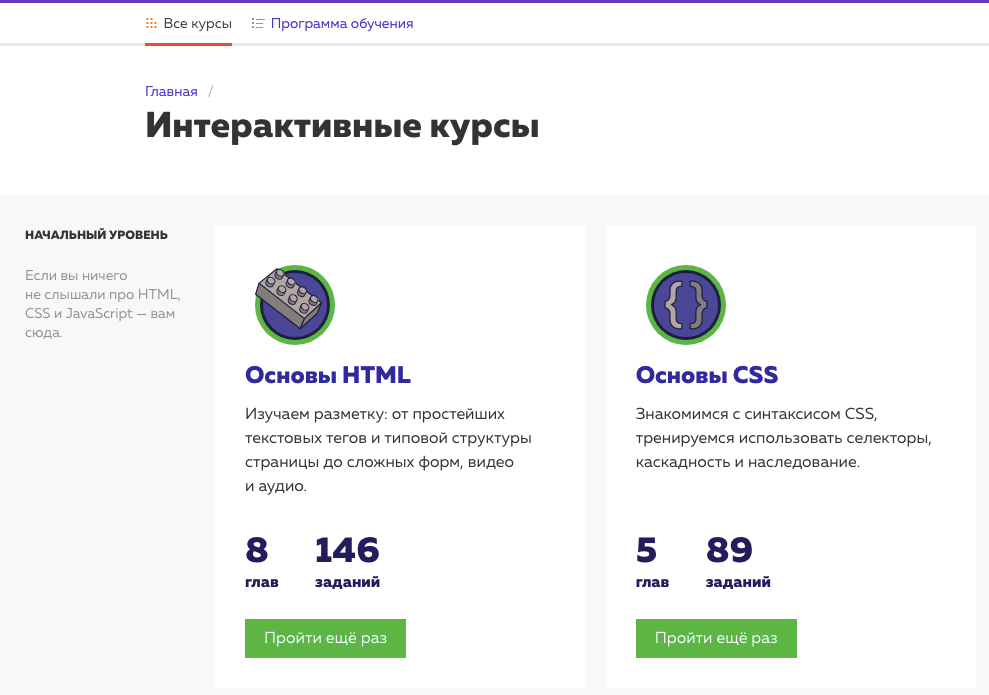 Все курсы Программа обучения
Главная /
Интерактивные курсы
НАЧАЛЬНЫЙ УРОВЕНЬ
Если вы ничего
не слышали про HTML,
CSS и JavaScript — вам
сюда.
Основы HTML
Изучаем разметку: от простейших
текстовых тегов и типовой структуры
страницы до сложных форм, видео
и аудио.
8 146
глав заданий
Пройти ещё раз
{}
Основы CSS
Знакомимся с синтаксисом CSS,
тренируемся использовать селекторы,
каскадность и наследование.
5 89
глав заданий
Пройти ещё раз